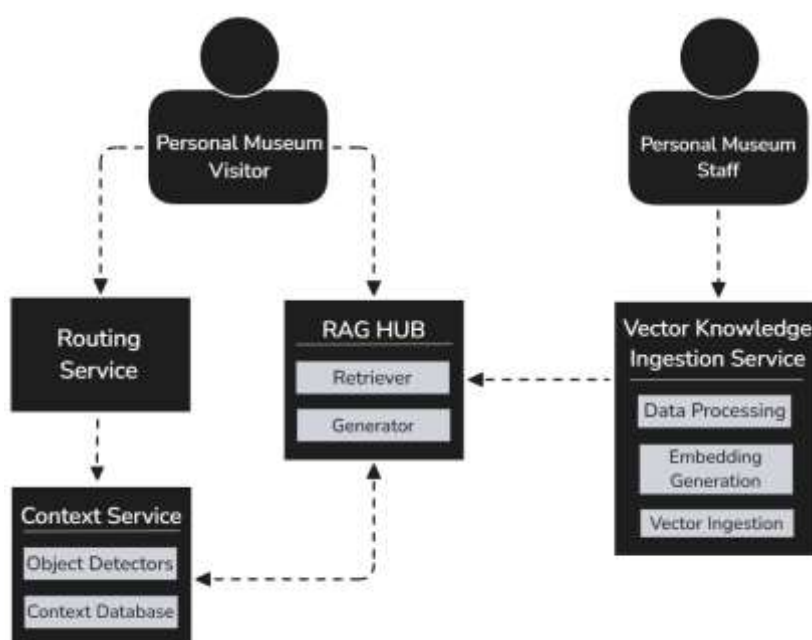 Personal Museum
Visitor
Personal Museum
Staff
Routing
Service
RAG HUB
Retriever
Generator
Vector Knowledge
Ingestion Service
Data Processing
Embedding
Generation
Vector Ingestion
Context Service
Object Detectors
Context Database